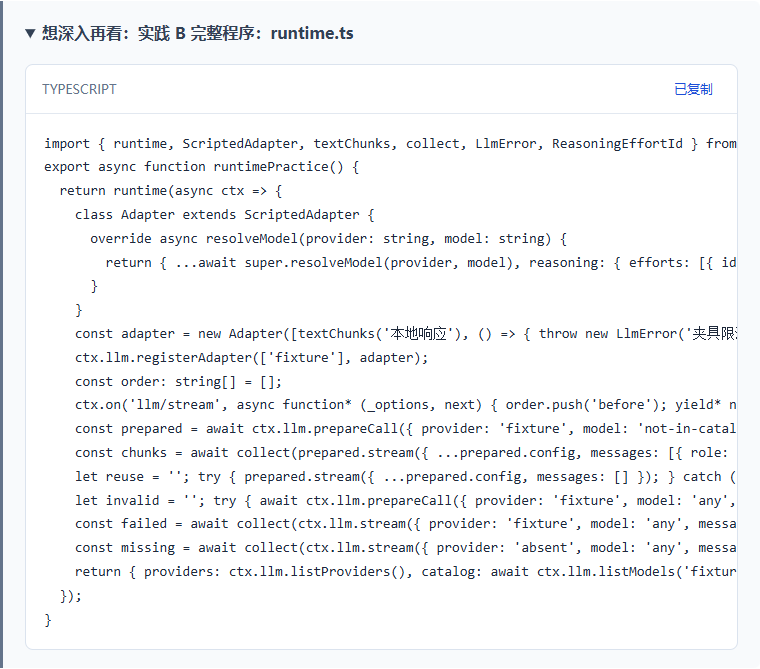 ▼ 想深入再看：实践 B 完整程序：runtime.ts
TYPESCRIPT
已复制
import { runtime, ScriptedAdapter, textChunks, collect, LlmError, ReasoningEffortId } from
export async function runtimePractice() {
  return runtime(async ctx => {
    class Adapter extends ScriptedAdapter {
      override async resolveModel(provider: string, model: string) {
        return { ...await super.resolveModel(provider, model), reasoning: { efforts: [{ id
      }
    }
    const adapter = new Adapter([textChunks('本地响应'), () => { throw new LlmError('夹具限
    ctx.llm.registerAdapter(['fixture'], adapter);
    const order: string[] = [];
    ctx.on('llm/stream', async function* (_options, next) { order.push('before'); yield* n
    const prepared = await ctx.llm.prepareCall({ provider: 'fixture', model: 'not-in-catal
    const chunks = await collect(prepared.stream({ ...prepared.config, messages: [{ role:
    let reuse = ''; try { prepared.stream({ ...prepared.config, messages: [] }); } catch (
    let invalid = ''; try { await ctx.llm.prepareCall({ provider: 'fixture', model: 'any',
    const failed = await collect(ctx.llm.stream({ provider: 'fixture', model: 'any', messa
    const missing = await collect(ctx.llm.stream({ provider: 'absent', model: 'any', messa
    return { providers: ctx.llm.listProviders(), catalog: await ctx.llm.listModels('fixtur
  });
}